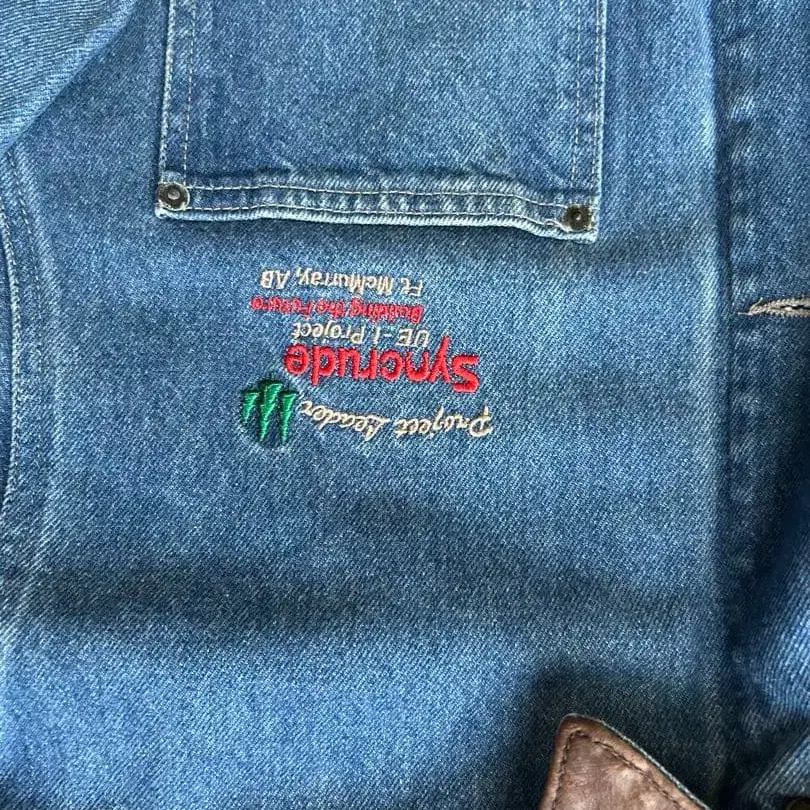 Project Leader
Syncrude
UE-1 Project
Building the Future
Ft. McMurray, AB